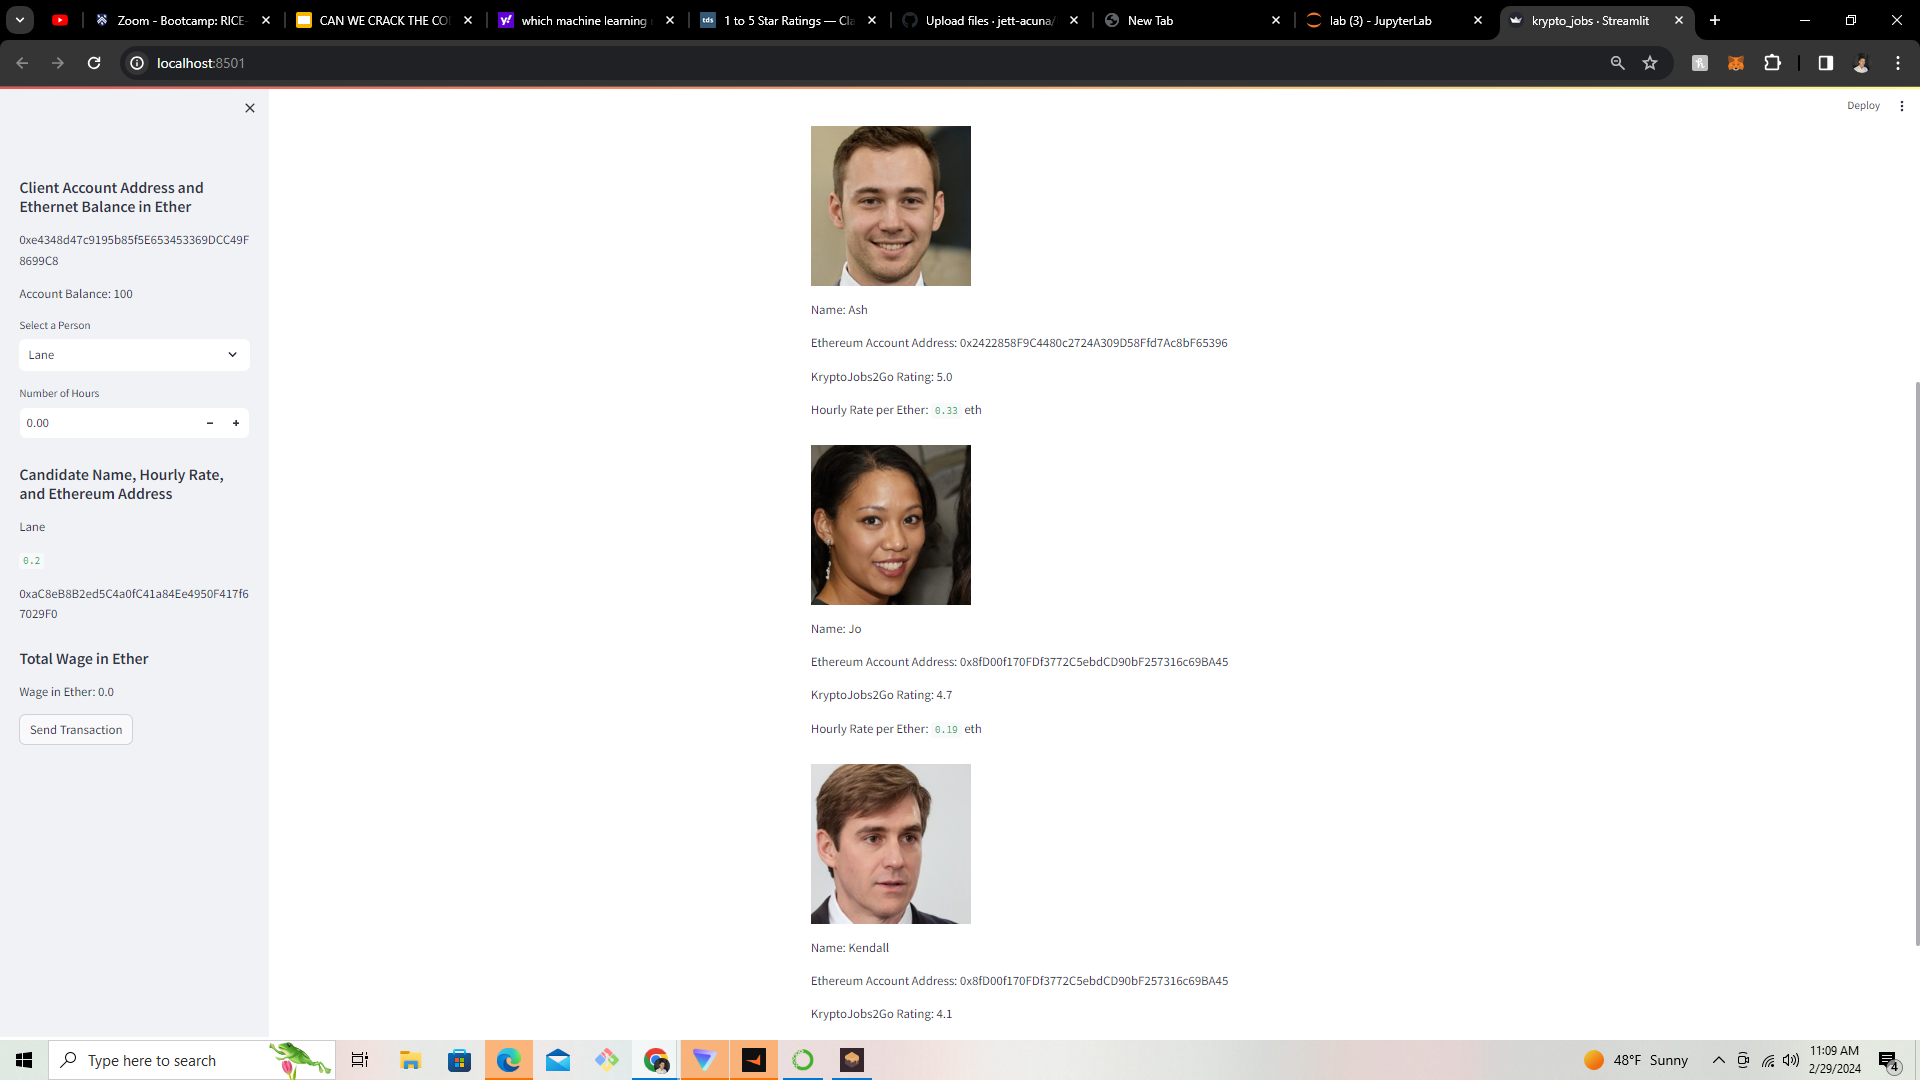 Zoom - Bootcamp: RICE-
CAN WE CRACK THE CO
which machine learning
tds
1 to 5 Star Ratings — Cla
Upload files · jett-acuna/
New Tab
lab (3) - JupyterLab
krypto_jobs · Streamlit
localhost:8501
Deploy
Client Account Address and
Ethernet Balance in Ether
0xe4348d47c9195b85f5E653453369DCC49F
8699C8
Account Balance: 100
Select a Person
Lane
Number of Hours
0.00
Candidate Name, Hourly Rate,
and Ethereum Address
Lane
0.2
0xaC8eB8B2ed5C4a0fC41a84Ee4950F417f6
7029F0
Total Wage in Ether
Wage in Ether: 0.0
Send Transaction
Name: Ash
Ethereum Account Address: 0x2422858F9C4480c2724A309D58Ffd7Ac8bF65396
KryptoJobs2Go Rating: 5.0
Hourly Rate per Ether: 0.33 eth
Name: Jo
Ethereum Account Address: 0x8fD00f170FDf3772C5ebdCD90bF257316c69BA45
KryptoJobs2Go Rating: 4.7
Hourly Rate per Ether: 0.19 eth
Name: Kendall
Ethereum Account Address: 0x8fD00f170FDf3772C5ebdCD90bF257316c69BA45
KryptoJobs2Go Rating: 4.1
Type here to search
48°F Sunny
11:09 AM
2/29/2024
4